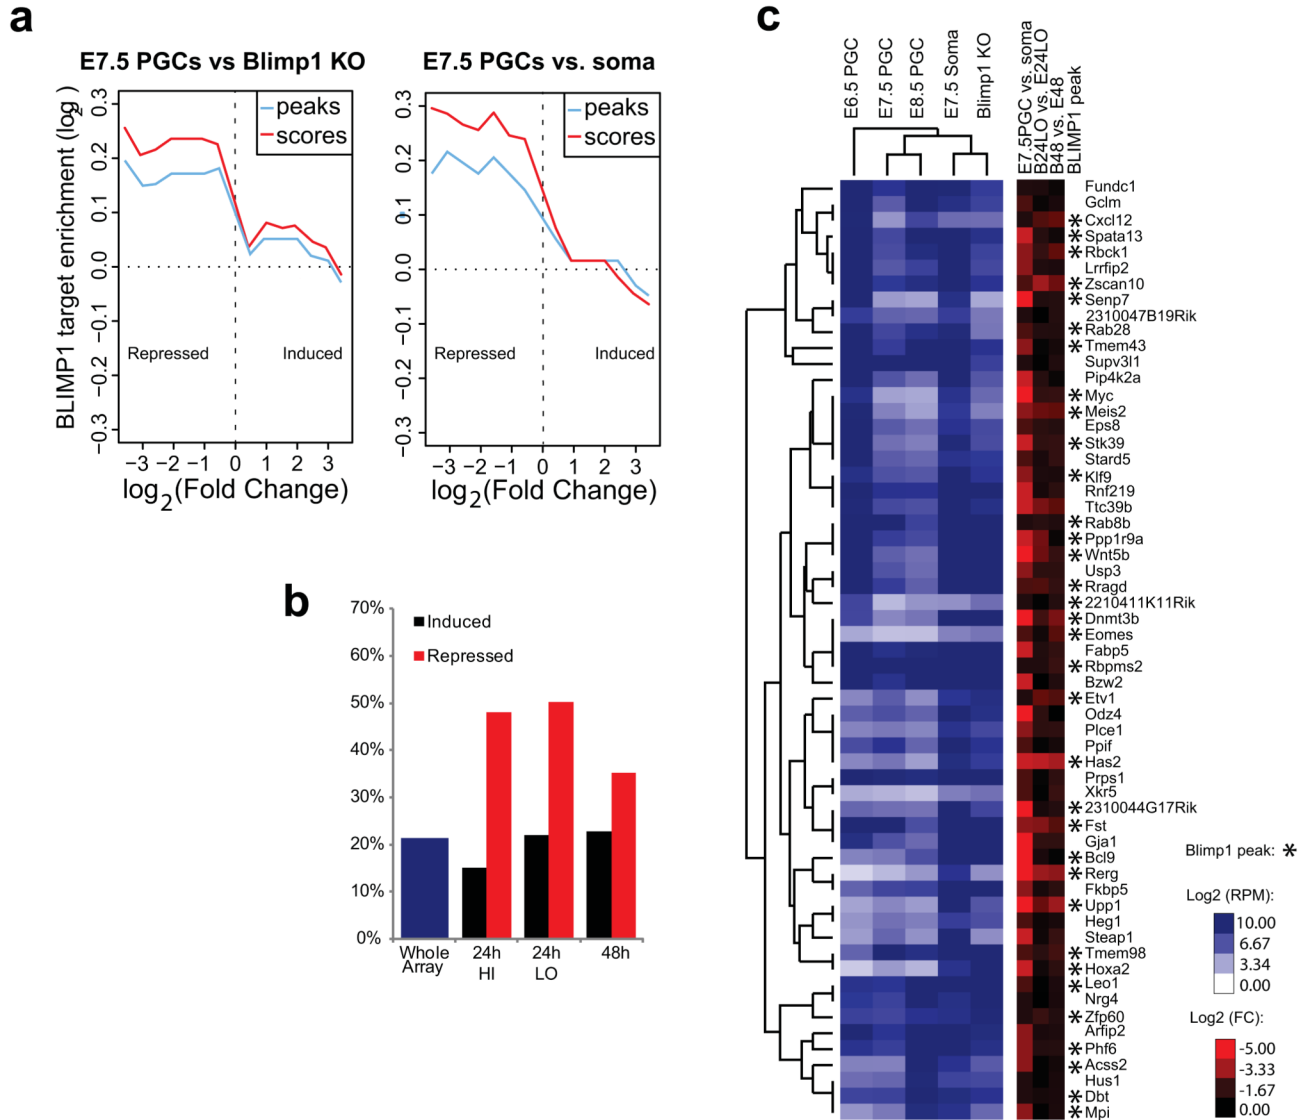 a
E7.5 PGCs vs Blimp1 KO
BLIMP1 target enrichment (log2)
0.3
0.2
0.1
0.0
−0.1
−0.2
−0.3
peaks
scores
Repressed
Induced
−3 −2 −1 0 1 2 3
log2(Fold Change)
E7.5 PGCs vs. soma
0.3
0.2
0.1
0.0
−0.1
−0.2
−0.3
peaks
scores
Repressed
Induced
−3 −2 −1 0 1 2 3
log2(Fold Change)
b
70%
60%
50%
40%
30%
20%
10%
0%
Induced
Repressed
Whole
Array
24h
HI
24h
LO
48h
c
E6.5 PGC
E7.5 PGC
E8.5 PGC
E7.5 Soma
Blimp1 KO
E7.5PGC vs. soma
B24LO vs. E24LO
B48 vs. E48
BLIMP1 peak
Fundc1
Gclm
*Cxcl12
*Spata13
*Rbck1
Lrrfip2
*Zscan10
*Senp7
2310047B19Rik
*Rab28
*Tmem43
Supv3l1
Pip4k2a
*Myc
*Meis2
Eps8
*Stk39
Stard5
*Klf9
Rnf219
Ttc39b
*Rab8b
*Ppp1r9a
*Wnt5b
Usp3
*Rragd
*2210411K11Rik
*Dnmt3b
*Eomes
Fabp5
*Rbpms2
Bzw2
*Etv1
Odz4
Plce1
Ppif
*Has2
Prps1
Xkr5
*2310044G17Rik
*Fst
Gja1
*Bcl9
*Rerg
Fkbp5
*Upp1
Heg1
Steap1
*Tmem98
*Hoxa2
*Leo1
Nrg4
*Zfp60
Arfip2
*Phf6
*Acss2
Hus1
*Dbt
*Mpi
Blimp1 peak: *
Log2 (RPM):
10.00
6.67
3.34
0.00
Log2 (FC):
-5.00
-3.33
-1.67
0.00